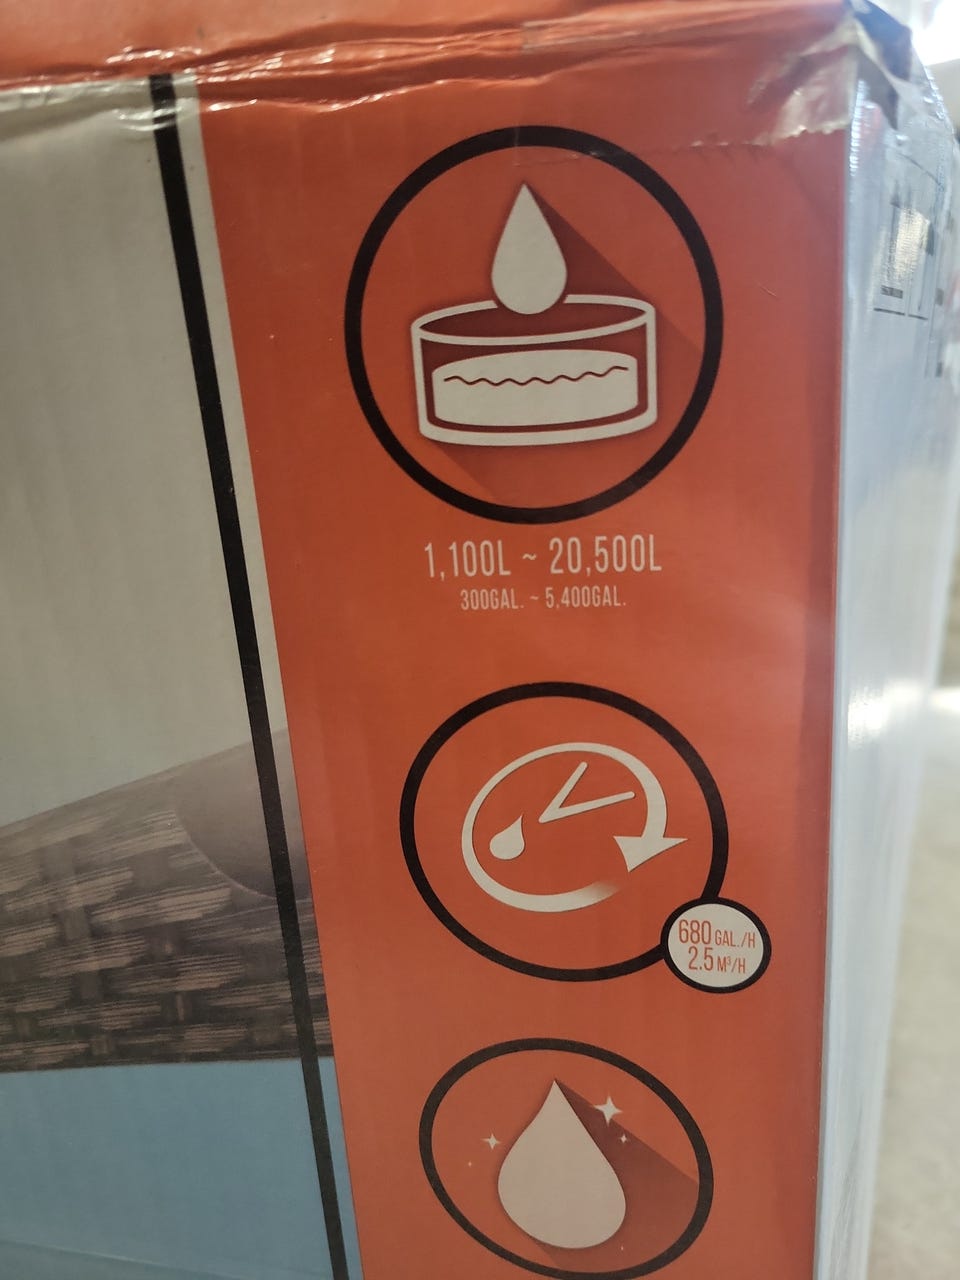 1,100L ~ 20,500L
300GAL. ~ 5,400GAL.
680 GAL./H
2.5 M³/H